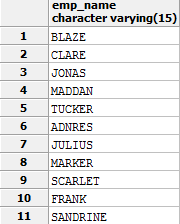 emp_name
character varying(15)
1 BLAZE
2 CLARE
3 JONAS
4 MADDAN
5 TUCKER
6 ADNRES
7 JULIUS
8 MARKER
9 SCARLET
10 FRANK
11 SANDRINE